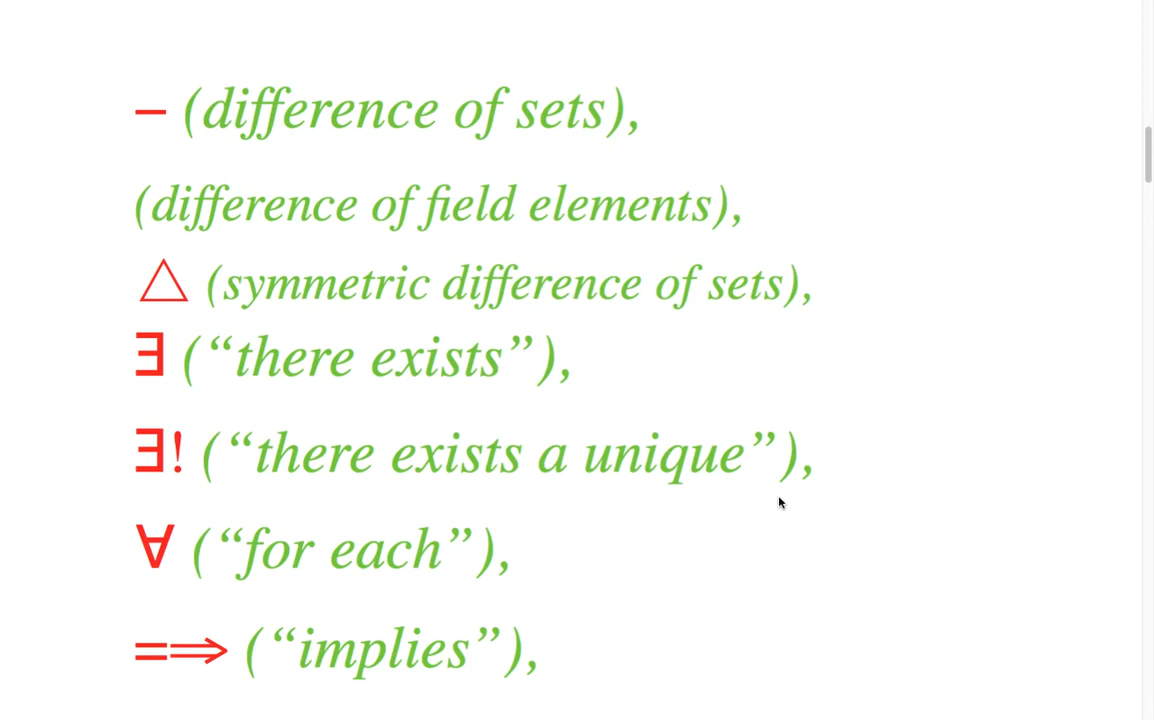 − (difference of sets),
(difference of field elements),
△ (symmetric difference of sets),
∃ (“there exists”),
∃! (“there exists a unique”),
∀ (“for each”),
=⇒ (“implies”),